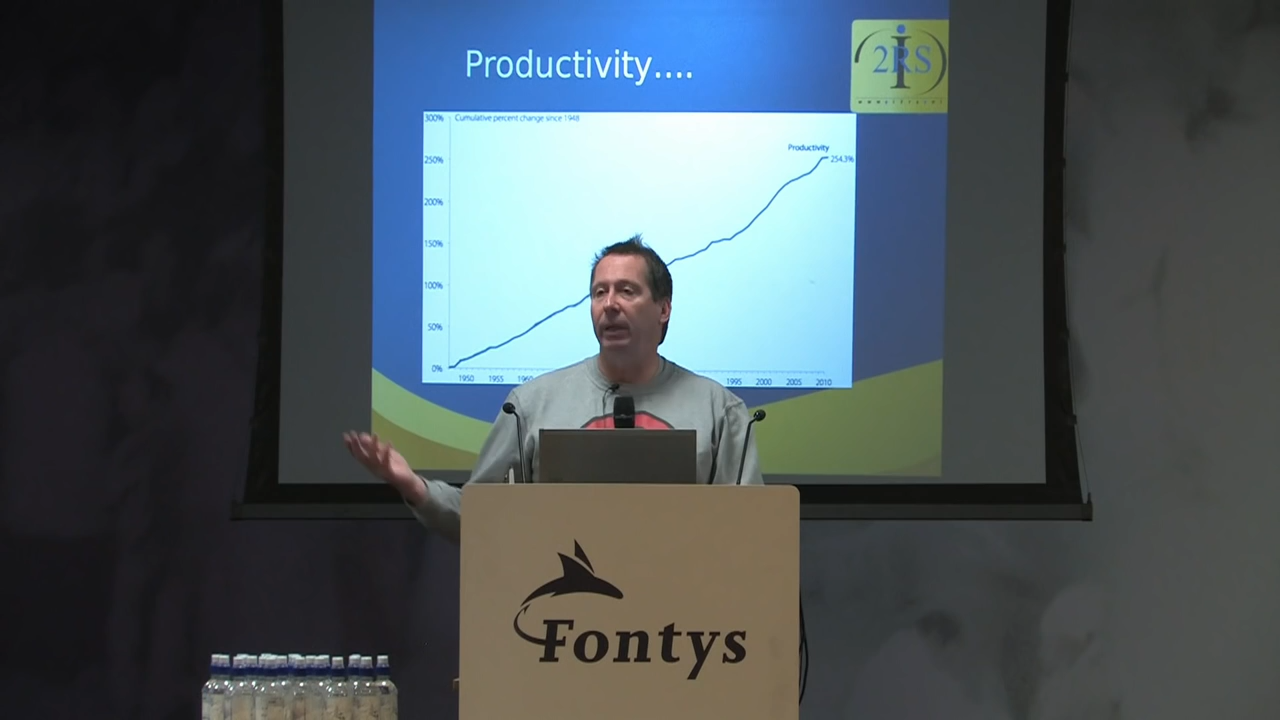 Productivity....
i
2RS
300% Cumulative percent change since 1948
Productivity
250%
254.3%
200%
150%
100%
50%
0%
1950 1955 1960 1995 2000 2005 2010
Fontys